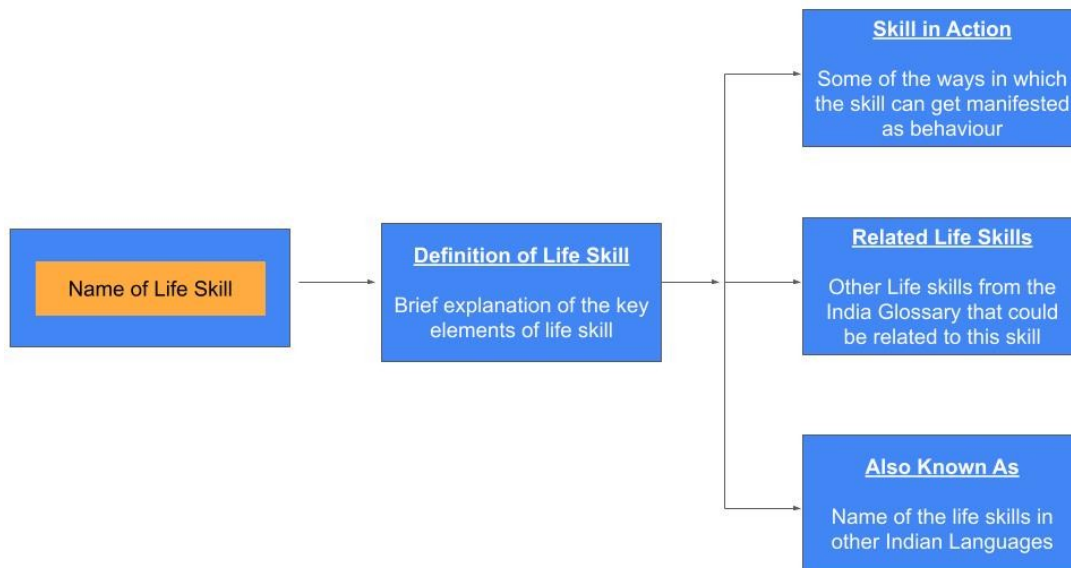 Name of Life Skill
Definition of Life Skill
Brief explanation of the key
elements of life skill
Skill in Action
Some of the ways in which
the skill can get manifested
as behaviour
Related Life Skills
Other Life skills from the
India Glossary that could
be related to this skill
Also Known As
Name of the life skills in
other Indian Languages